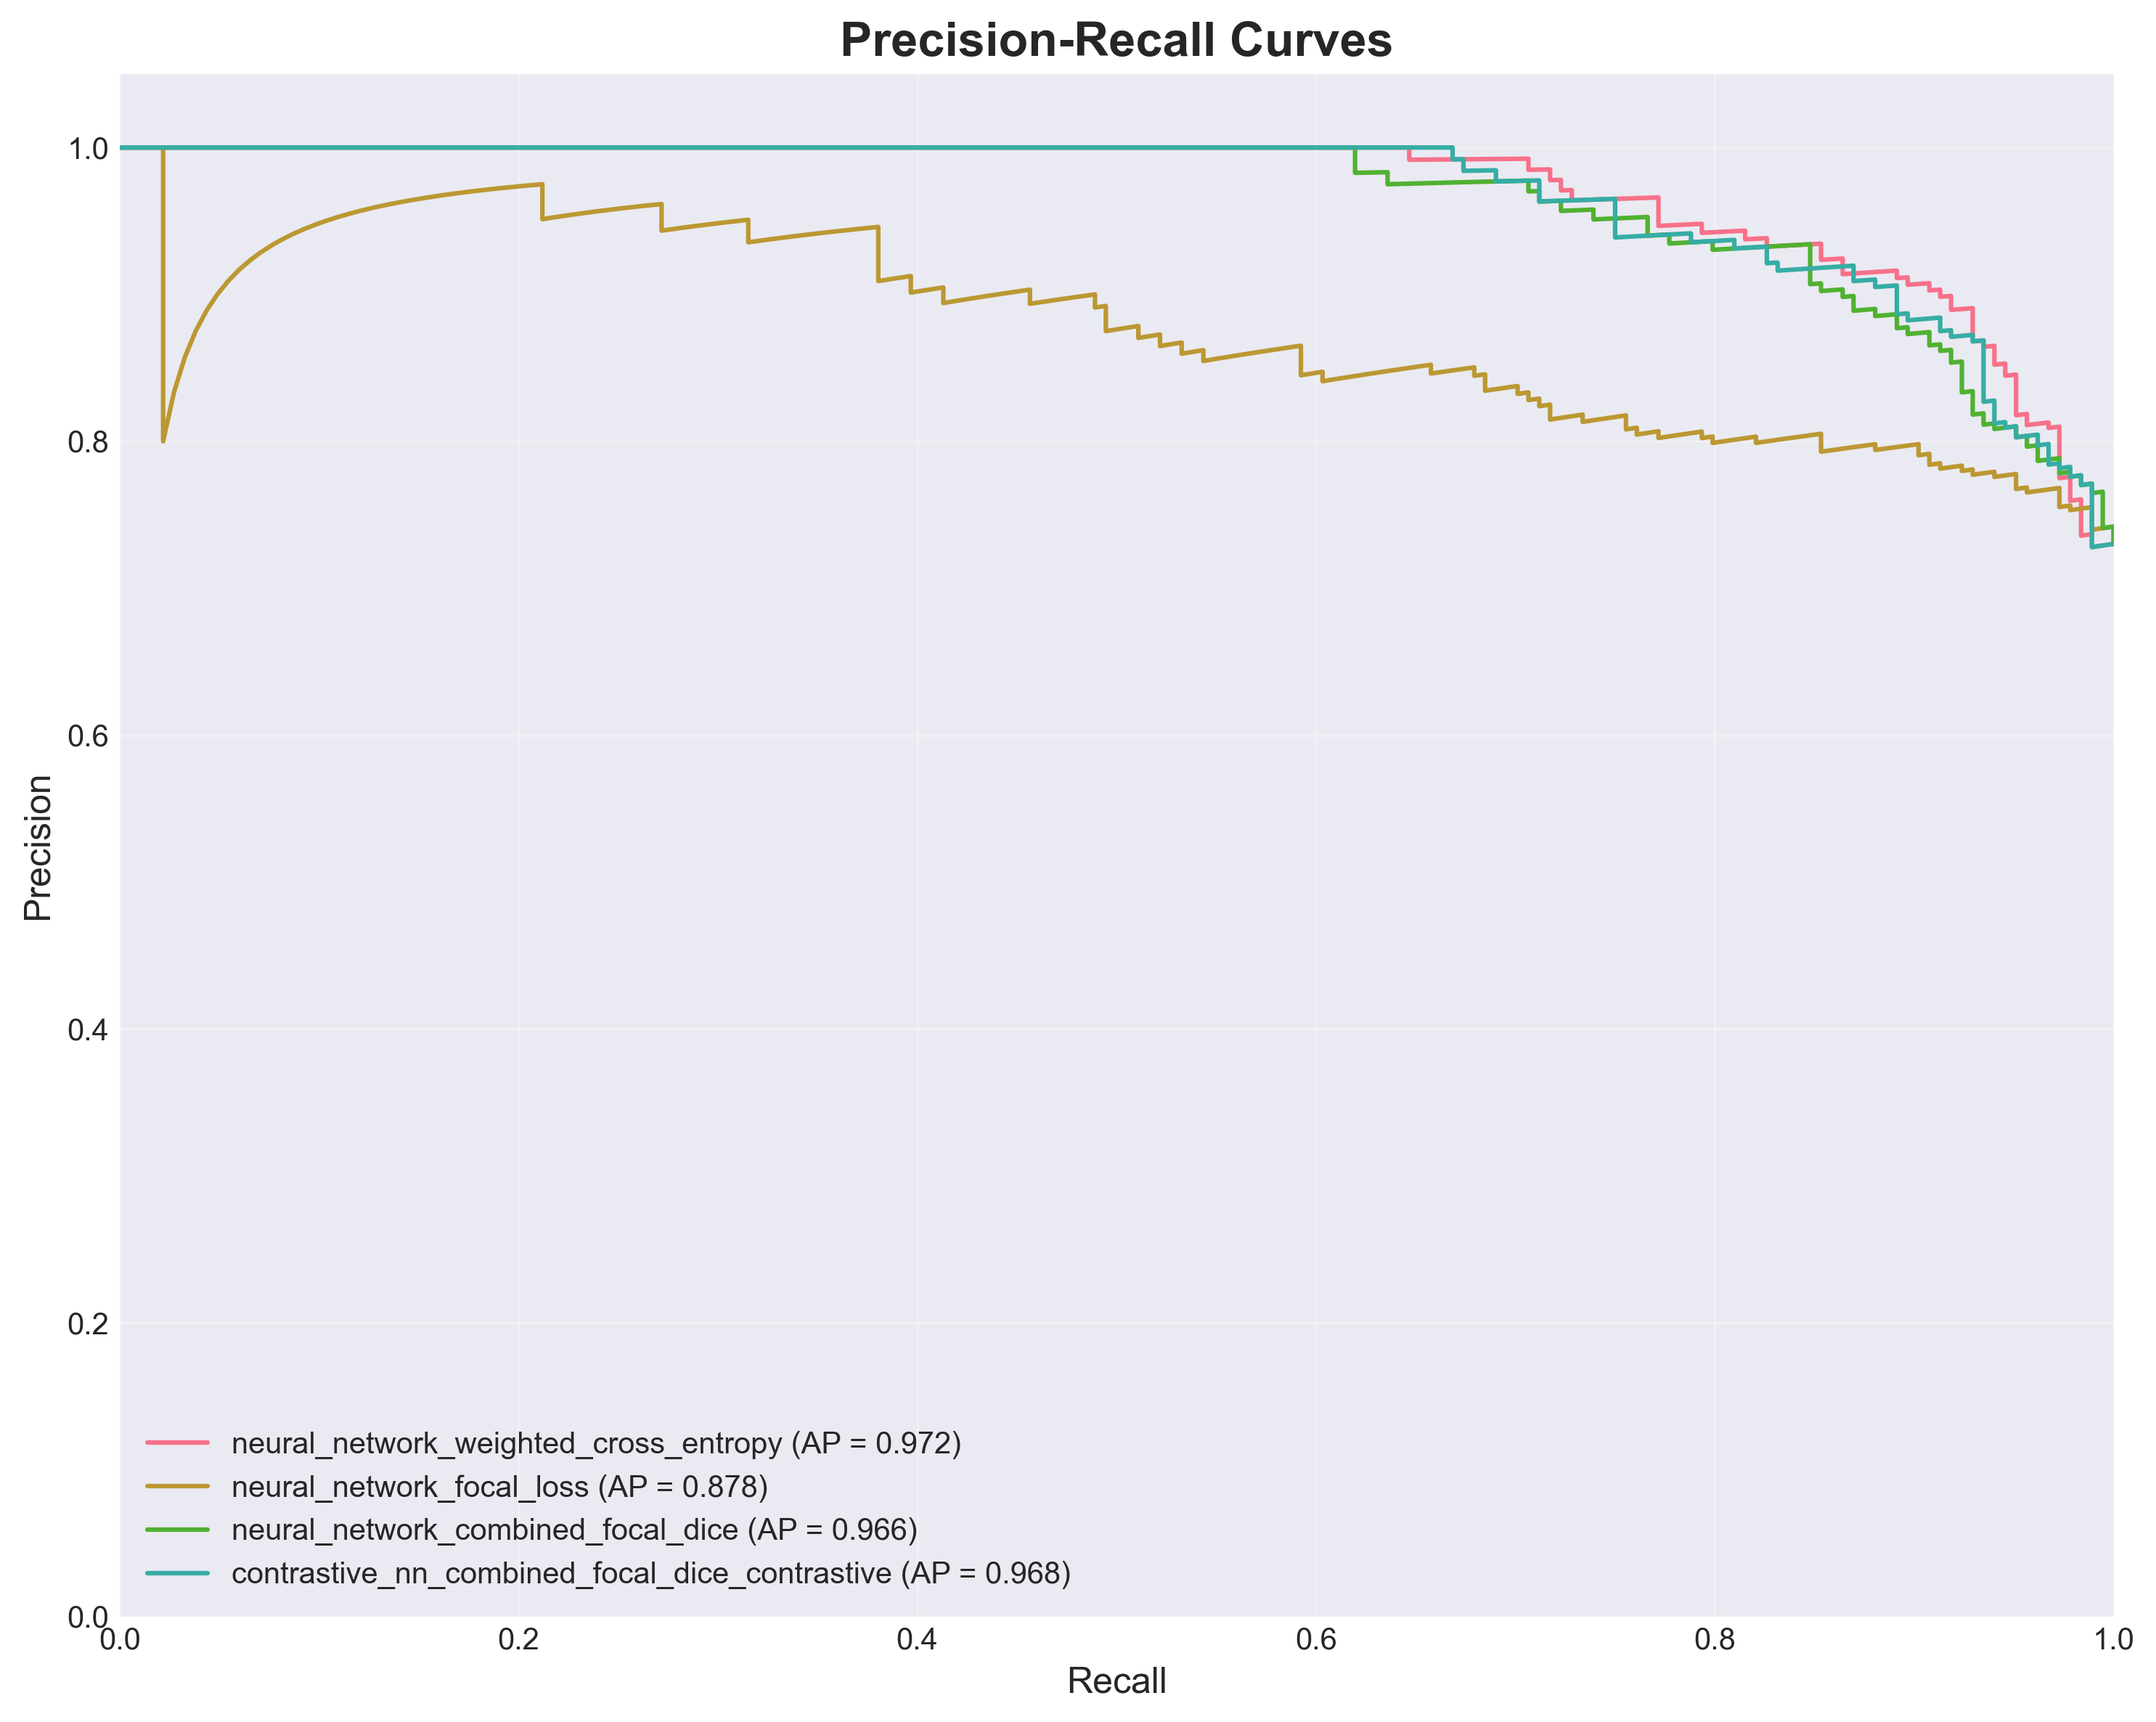 Precision-Recall Curves
Precision
1.0
0.8
0.6
0.4
0.2
0.0
neural_network_weighted_cross_entropy (AP = 0.972)
neural_network_focal_loss (AP = 0.878)
neural_network_combined_focal_dice (AP = 0.966)
contrastive_nn_combined_focal_dice_contrastive (AP = 0.968)
0.0 0.2 0.4 0.6 0.8 1.0
Recall